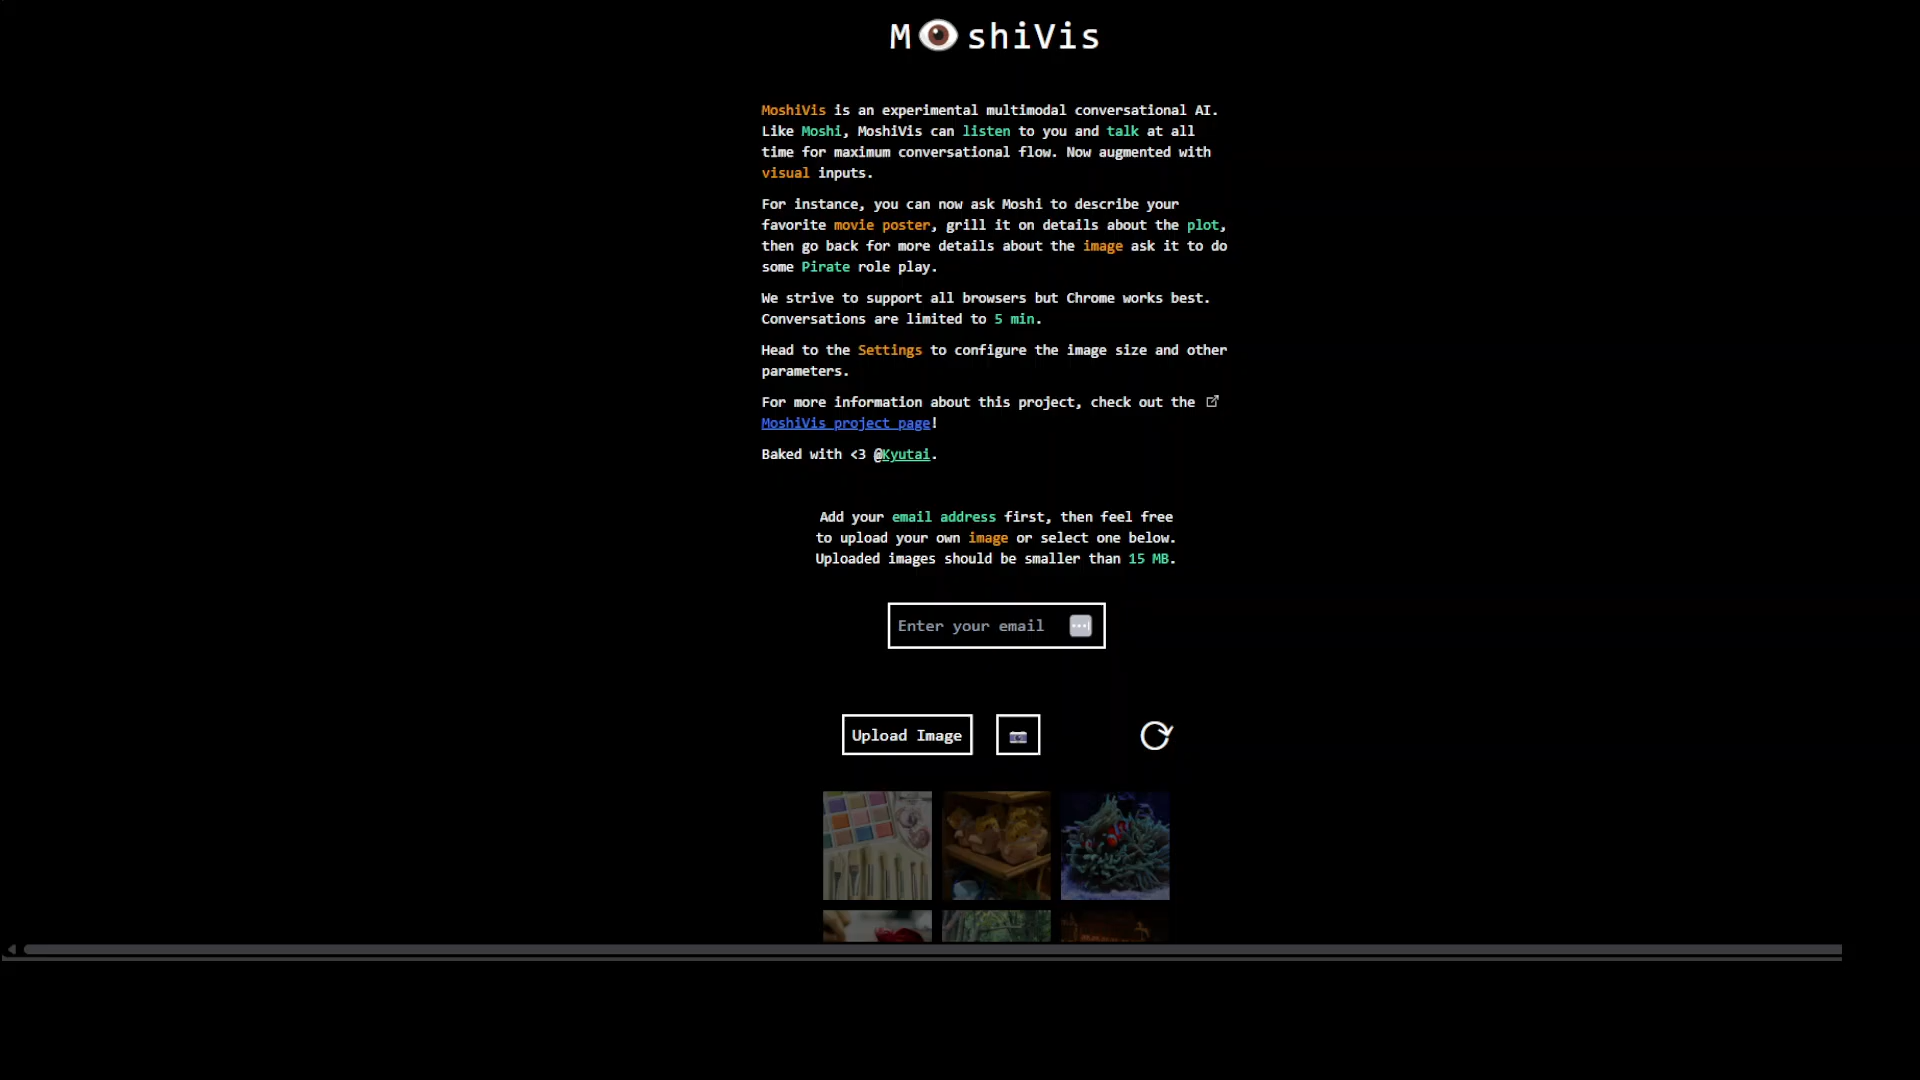 M👁shiVis
MoshiVis is an experimental multimodal conversational AI.
Like Moshi, MoshiVis can listen to you and talk at all
time for maximum conversational flow. Now augmented with
visual inputs.
For instance, you can now ask Moshi to describe your
favorite movie poster, grill it on details about the plot,
then go back for more details about the image ask it to do
some Pirate role play.
We strive to support all browsers but Chrome works best.
Conversations are limited to 5 min.
Head to the Settings to configure the image size and other
parameters.
For more information about this project, check out the
MoshiVis project page!
Baked with <3 @Kyutai.
Add your email address first, then feel free
to upload your own image or select one below.
Uploaded images should be smaller than 15 MB.
Enter your email
Upload Image